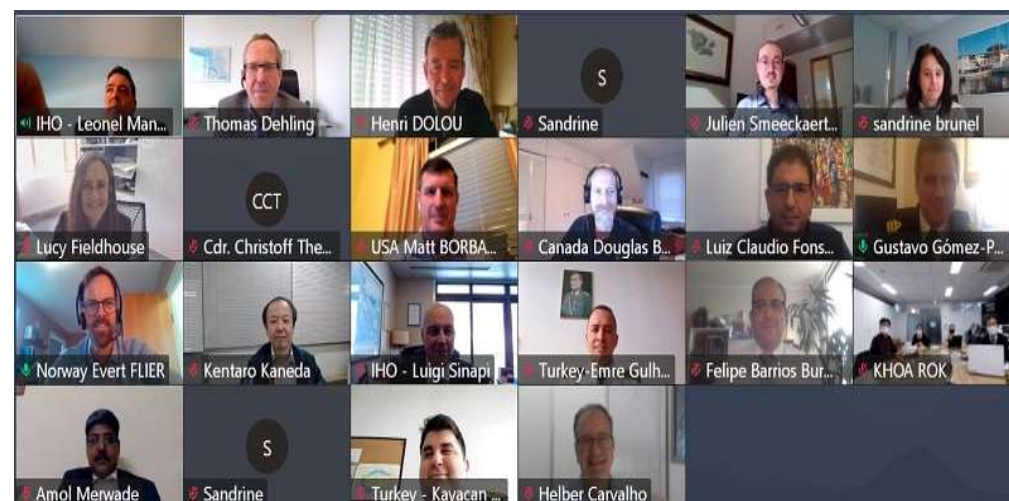 IHO - Leonel Man...
Thomas Dehling
Henri DOLOU
S
Sandrine
Julien Smeeckaert...
sandrine brunel
Lucy Fieldhouse
CCT
Cdr. Christoff The...
USA Matt BORBA...
Canada Douglas B...
Luiz Claudio Fons...
Gustavo Gómez-P...
Norway Evert FLIER
Kentaro Kaneda
IHO - Luigi Sinapi
Turkey-Emre Gulh...
Felipe Barrios Bur...
KHOA ROK
Amol Merwade
S
Sandrine
Turkey - Kayacan ...
Helber Carvalho